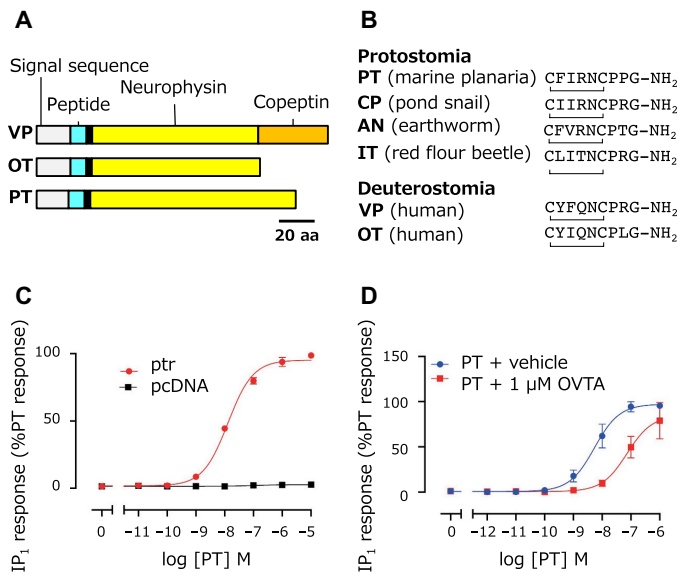 A
Signal sequence
Neurophysin
Peptide
Copeptin
VP
OT
PT
20 aa
B
Protostomia
PT (marine planaria) CFIRNCPPG-NH2
CP (pond snail) CIIRNCPRG-NH2
AN (earthworm) CFVRNCPTG-NH2
IT (red flour beetle) CLITNCPRG-NH2
Deuterostomia
VP (human) CYFQNCPRG-NH2
OT (human) CYIQNCPLG-NH2
C
IP1 response (%PT response)
100
50
0
ptr
pcDNA
0 −11 −10 −9 −8 −7 −6 −5
log [PT] M
D
IP1 response (%PT response)
150
100
50
0
PT + vehicle
PT + 1 µM OVTA
0 −12 −11 −10 −9 −8 −7 −6
log [PT] M